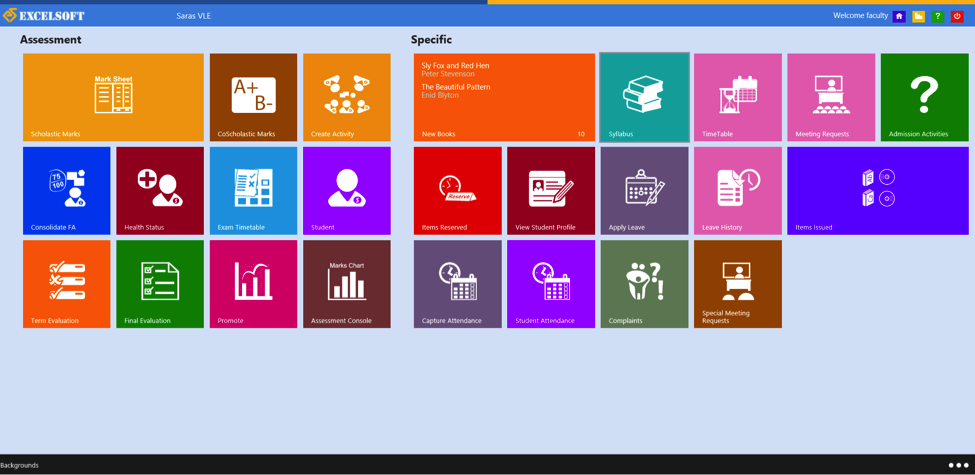 EXCELSOFT
Saras VLE
Welcome faculty
?
Assessment
Specific
Mark Sheet
Scholastic Marks
A+
B-
CoScholastic Marks
Create Activity
Sly Fox and Red Hen
Peter Stevenson
The Beautiful Pattern
Enid Blyton
New Books
10
Syllabus
TimeTable
Meeting Requests
?
Admission Activities
75
100
Consolidate FA
Health Status
Exam Timetable
Student
Reserve!
Items Reserved
View Student Profile
Apply Leave
Leave History
Items Issued
Term Evaluation
Final Evaluation
Promote
Marks Chart
Assessment Console
Capture Attendance
Student Attendance
?!
Complaints
Special Meeting
Requests
Backgrounds